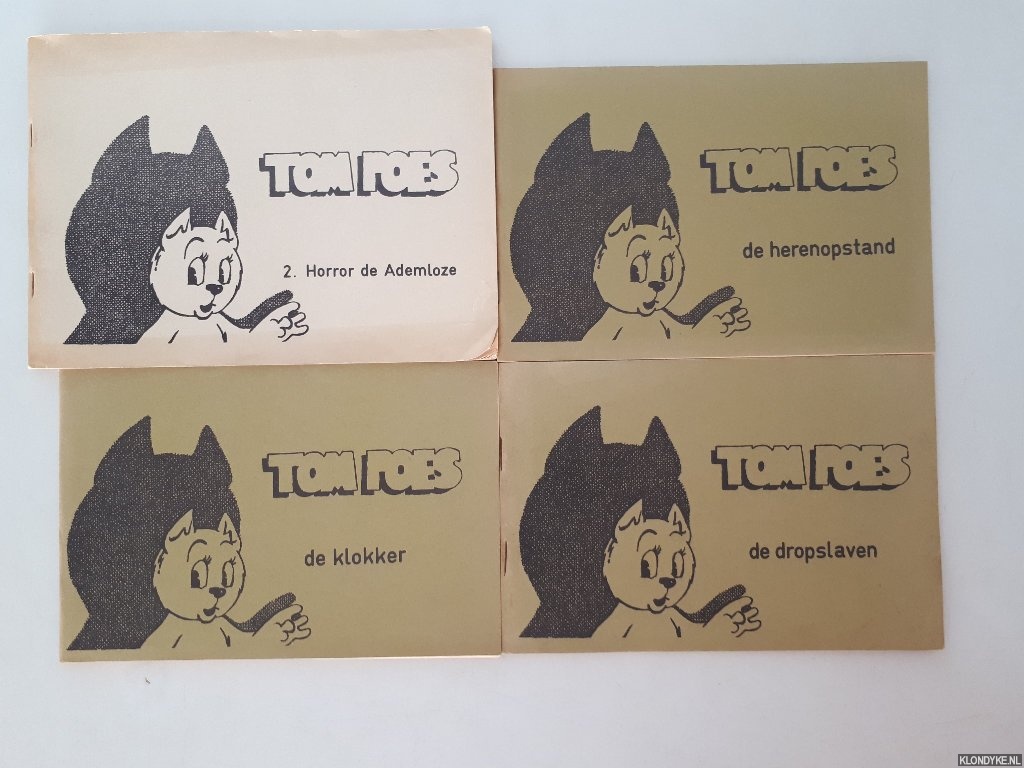 TOM POES
2. Horror de Ademloze
TOM POES
de herenopstand
TOM POES
de klokker
TOM POES
de dropslaven
KLONDYKE.NL